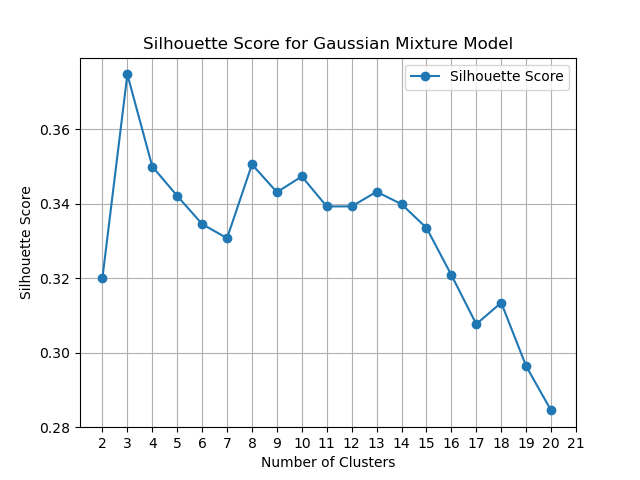 Silhouette Score for Gaussian Mixture Model
Silhouette Score
0.36
0.34
0.32
0.30
0.28
Silhouette Score
2 3 4 5 6 7 8 9 10 11 12 13 14 15 16 17 18 19 20 21
Number of Clusters